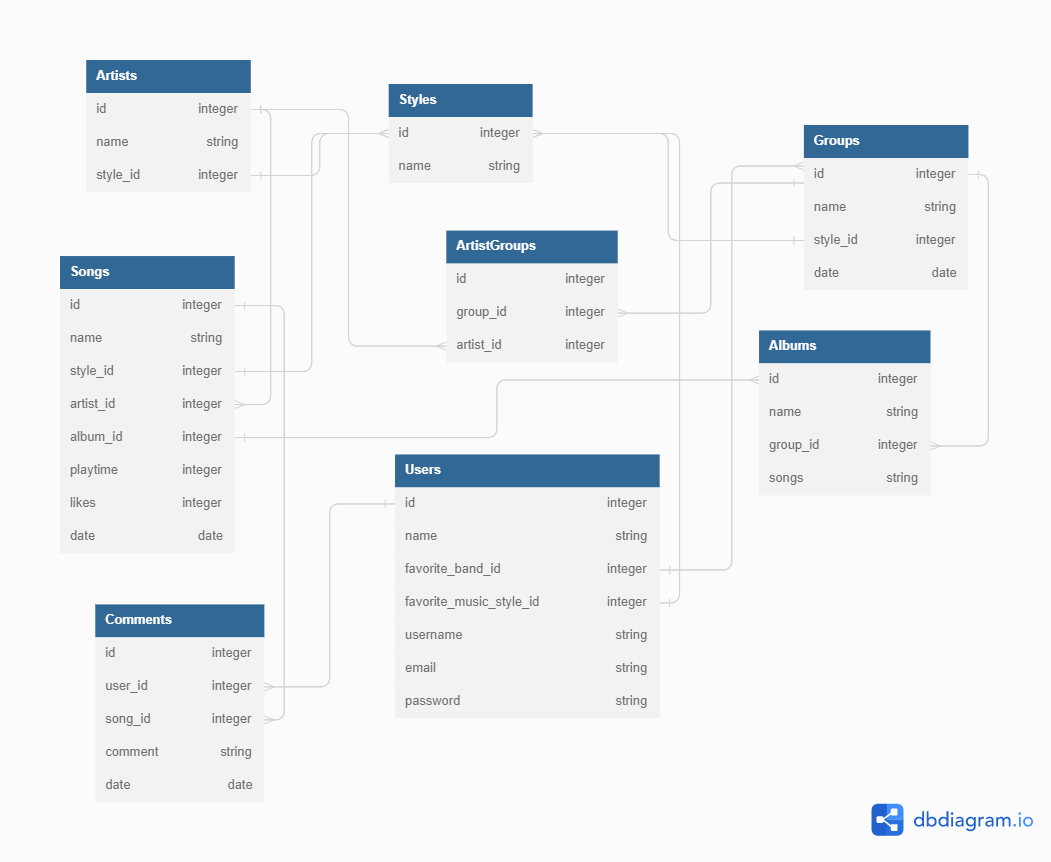 Artists
id integer
name string
style_id integer
Styles
id integer
name string
Groups
id integer
name string
style_id integer
date date
ArtistGroups
id integer
group_id integer
artist_id integer
Songs
id integer
name string
style_id integer
artist_id integer
album_id integer
playtime integer
likes integer
date date
Albums
id integer
name string
group_id integer
songs string
Users
id integer
name string
favorite_band_id integer
favorite_music_style_id integer
username string
email string
password string
Comments
id integer
user_id integer
song_id integer
comment string
date date
dbdiagram.io